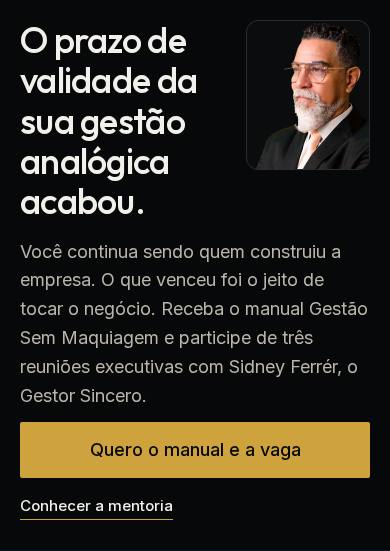 O prazo de
validade da
sua gestão
analógica
acabou.
Você continua sendo quem construiu a
empresa. O que venceu foi o jeito de
tocar o negócio. Receba o manual Gestão
Sem Maquiagem e participe de três
reuniões executivas com Sidney Ferrér, o
Gestor Sincero.
Quero o manual e a vaga
Conhecer a mentoria